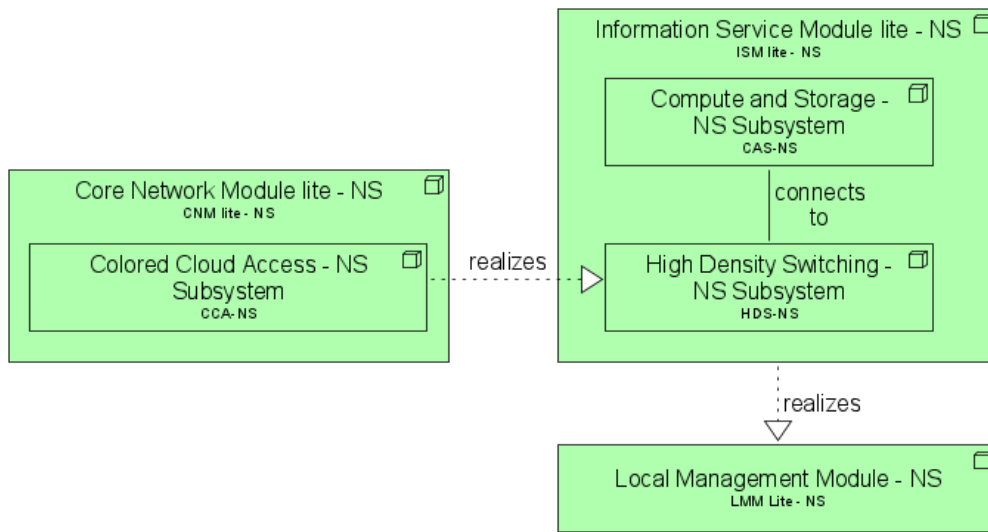 Core Network Module lite - NS
CNM lite - NS
Colored Cloud Access - NS
Subsystem
CCA-NS
realizes
Information Service Module lite - NS
ISM lite - NS
Compute and Storage -
NS Subsystem
CAS-NS
connects
to
High Density Switching -
NS Subsystem
HDS-NS
realizes
Local Management Module - NS
LMM Lite - NS